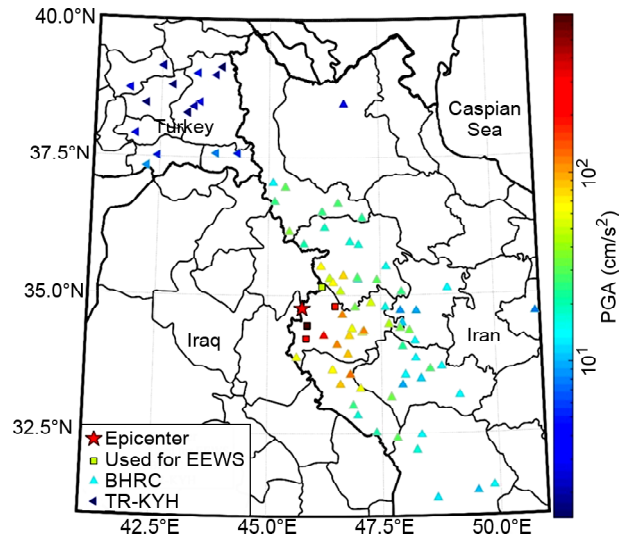 40.0°N
37.5°N
35.0°N
32.5°N
42.5°E
45.0°E
47.5°E
50.0°E
Turkey
Caspian
Sea
Iraq
Iran
Epicenter
Used for EEWS
BHRC
TR-KYH
10²
10¹
PGA (cm/s²)